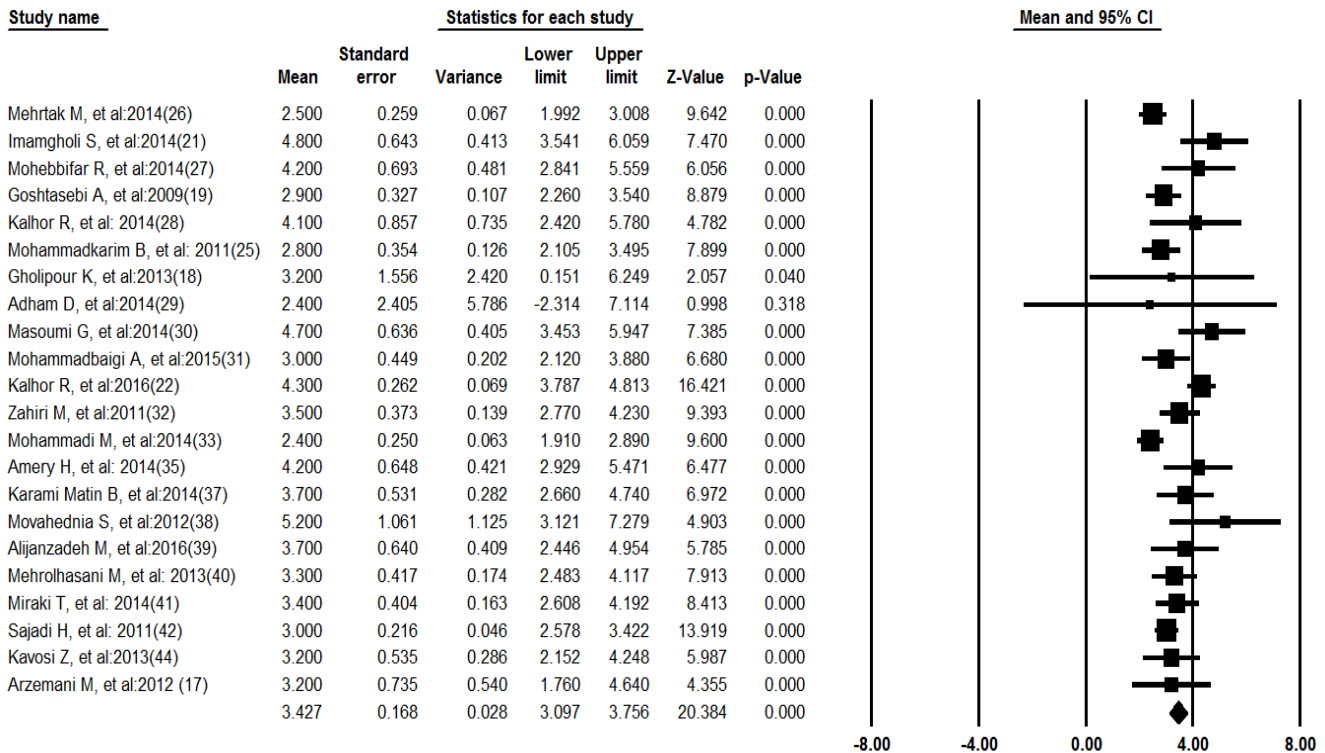 Study name Statistics for each study Mean and 95% CI
Standard Lower Upper
Mean error Variance limit limit Z-Value p-Value
Mehrtak M, et al:2014(26) 2.500 0.259 0.067 1.992 3.008 9.642 0.000
Imamgholi S, et al:2014(21) 4.800 0.643 0.413 3.541 6.059 7.470 0.000
Mohebbifar R, et al:2014(27) 4.200 0.693 0.481 2.841 5.559 6.056 0.000
Goshtasebi A, et al:2009(19) 2.900 0.327 0.107 2.260 3.540 8.879 0.000
Kalhor R, et al: 2014(28) 4.100 0.857 0.735 2.420 5.780 4.782 0.000
Mohammadkarim B, et al: 2011(25) 2.800 0.354 0.126 2.105 3.495 7.899 0.000
Gholipour K, et al:2013(18) 3.200 1.556 2.420 0.151 6.249 2.057 0.040
Adham D, et al:2014(29) 2.400 2.405 5.786 -2.314 7.114 0.998 0.318
Masoumi G, et al:2014(30) 4.700 0.636 0.405 3.453 5.947 7.385 0.000
Mohammadbaigi A, et al:2015(31) 3.000 0.449 0.202 2.120 3.880 6.680 0.000
Kalhor R, et al:2016(22) 4.300 0.262 0.069 3.787 4.813 16.421 0.000
Zahiri M, et al:2011(32) 3.500 0.373 0.139 2.770 4.230 9.393 0.000
Mohammadi M, et al:2014(33) 2.400 0.250 0.063 1.910 2.890 9.600 0.000
Amery H, et al: 2014(35) 4.200 0.648 0.421 2.929 5.471 6.477 0.000
Karami Matin B, et al:2014(37) 3.700 0.531 0.282 2.660 4.740 6.972 0.000
Movahednia S, et al:2012(38) 5.200 1.061 1.125 3.121 7.279 4.903 0.000
Alijanzadeh M, et al:2016(39) 3.700 0.640 0.409 2.446 4.954 5.785 0.000
Mehrolhasani M, et al: 2013(40) 3.300 0.417 0.174 2.483 4.117 7.913 0.000
Miraki T, et al: 2014(41) 3.400 0.404 0.163 2.608 4.192 8.413 0.000
Sajadi H, et al: 2011(42) 3.000 0.216 0.046 2.578 3.422 13.919 0.000
Kavosi Z, et al:2013(44) 3.200 0.535 0.286 2.152 4.248 5.987 0.000
Arzemani M, et al:2012 (17) 3.200 0.735 0.540 1.760 4.640 4.355 0.000
3.427 0.168 0.028 3.097 3.756 20.384 0.000
-8.00 -4.00 0.00 4.00 8.00